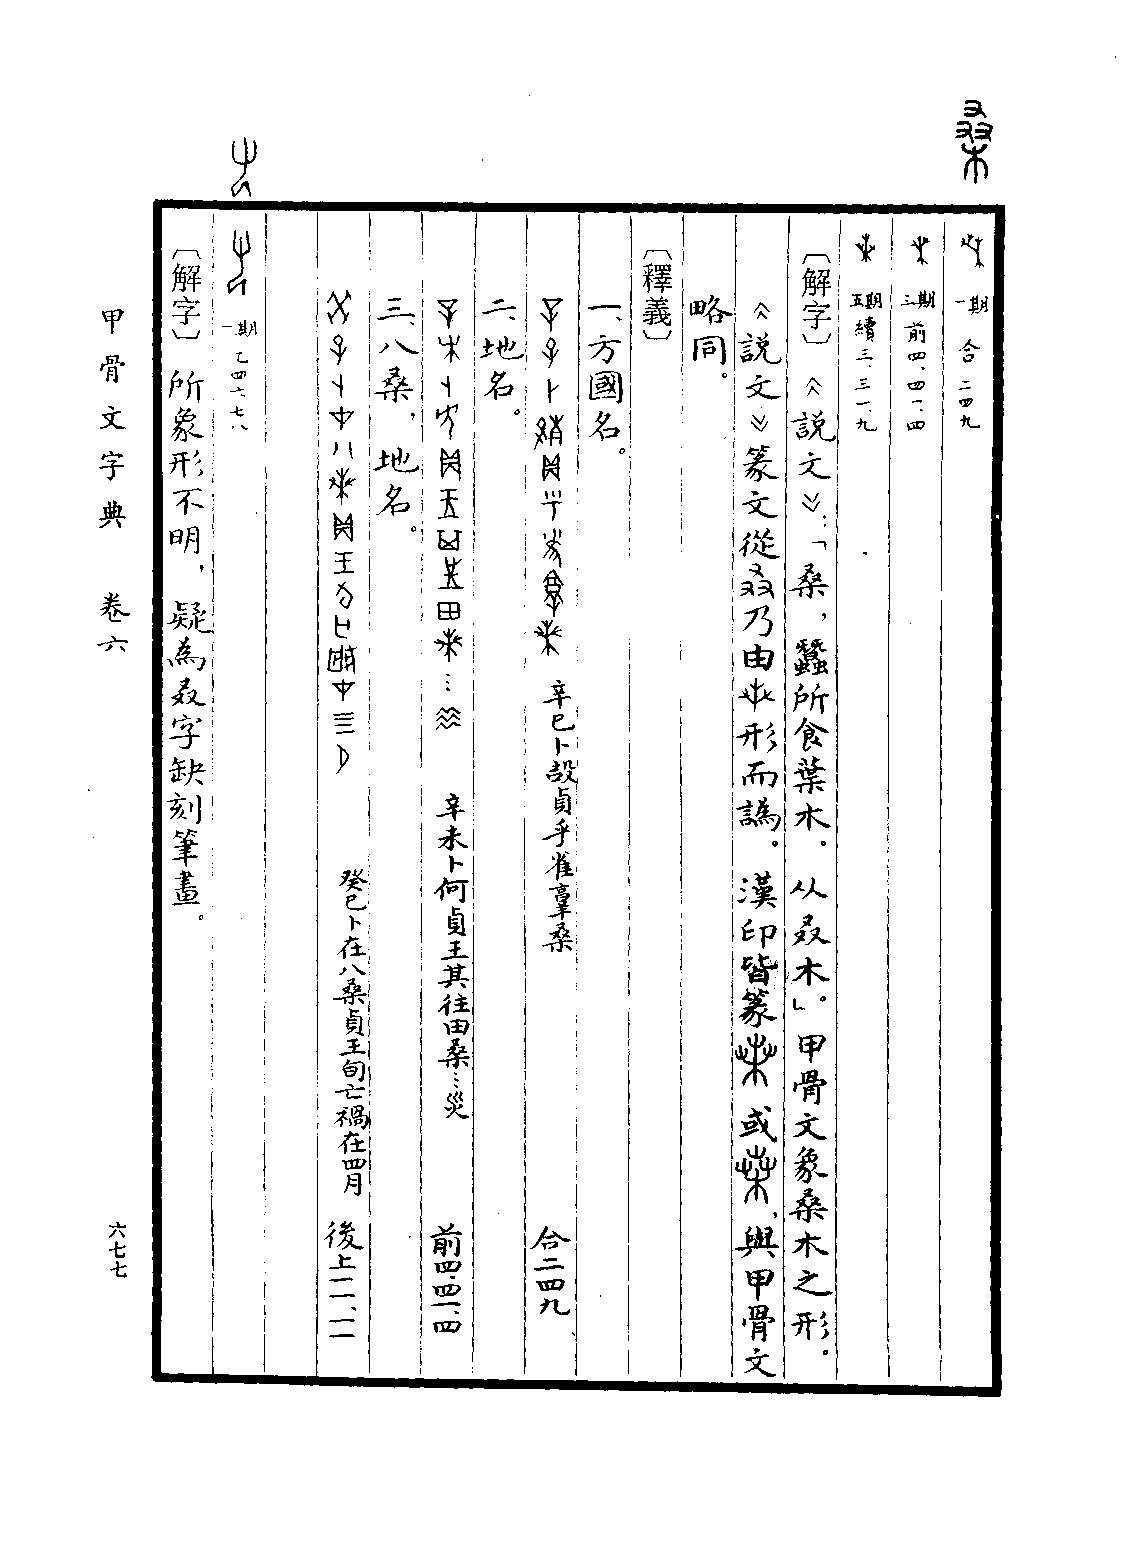 桑
一期 合二四九
三期 前四.四一.四
五期 續三.三一.九
〔解字〕《說文》：「桑，蠶所食葉木。从叒木」。甲骨文象桑木之形。
《說文》篆文從叒乃由形而譌。漢印皆篆或，與甲骨文
略同。
〔釋義〕
一、方國名。
辛巳卜㱿貞乎雀𦎫桑 合二四九
二、地名。
辛未卜何貞王其往田桑…災 前四.四一.四
三、八桑，地名。
癸巳卜在八桑貞王旬亡禍在四月 後上一一.一一
一期 乙四六七八
〔解字〕所象形不明，疑為叒字缺刻筆畫。
甲骨文字典 卷六
六七七